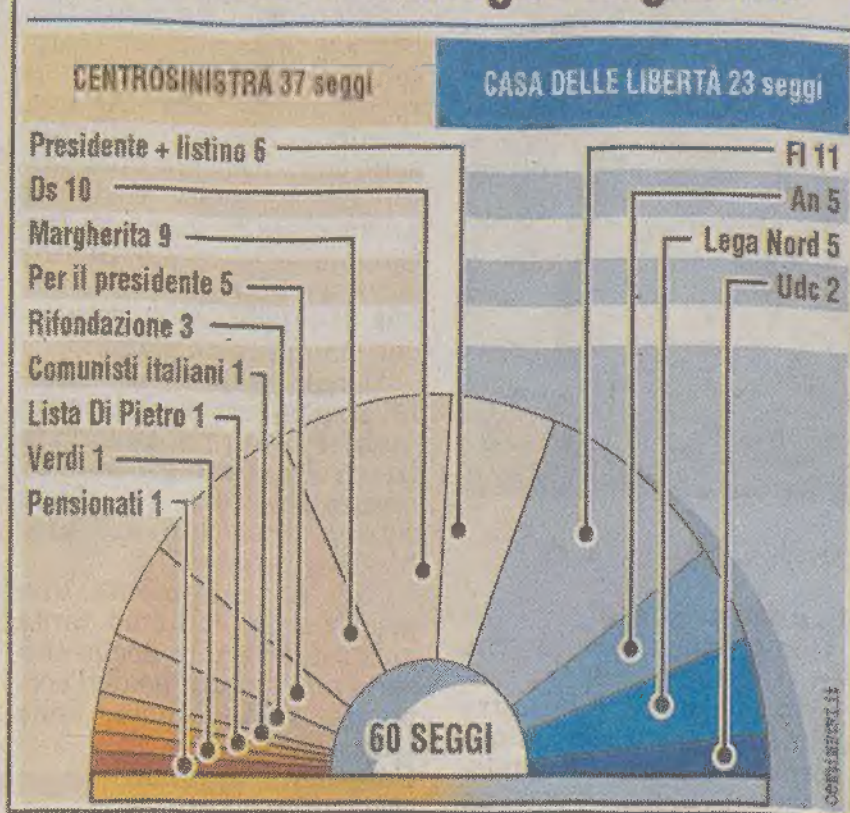 CENTROSINISTRA 37 seggi
CASA DELLE LIBERTÀ 23 seggi
Presidente + listino 6
Ds 10
Margherita 9
Per il presidente 5
Rifondazione 3
Comunisti italiani 1
Lista Di Pietro 1
Verdi 1
Pensionati 1
FI 11
An 5
Lega Nord 5
Udc 2
60 SEGGI
centimetri.it